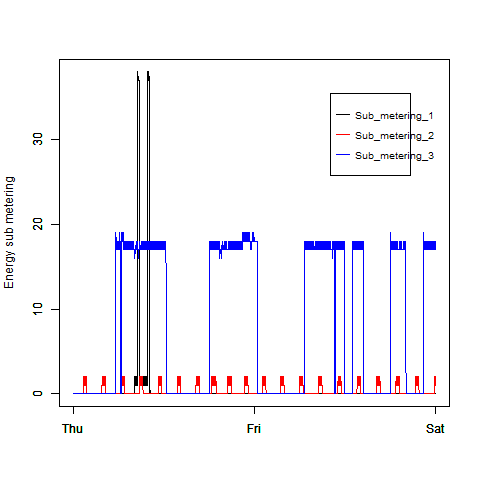 Energy sub metering
30
20
10
0
Sub_metering_1
Sub_metering_2
Sub_metering_3
Thu Fri Sat